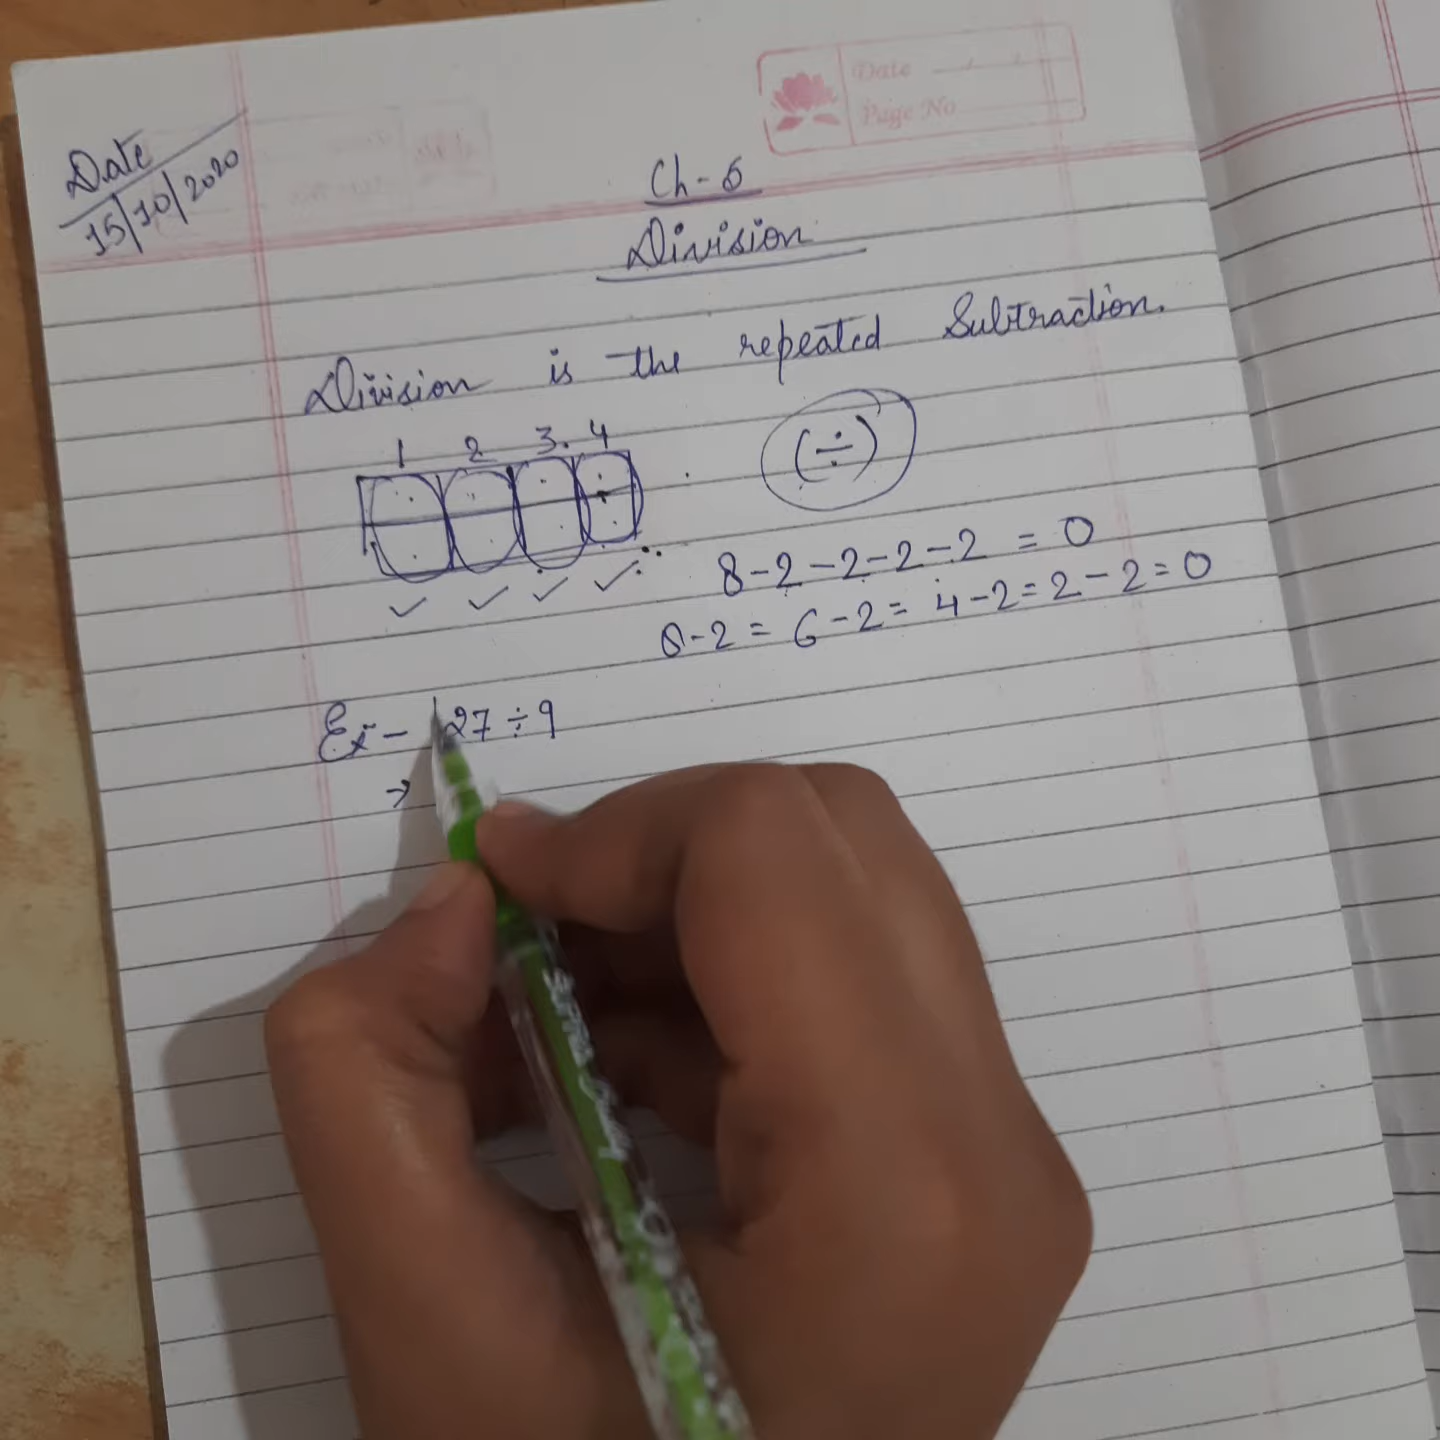 Date
Page No
Date
15/10/2020
Ch-6
Division
Division is the repeated Subtraction.
1 2 3. 4
(÷)
8-2-2-2-2 = 0
8-2 = 6-2 = 4-2=2-2=0
Ex- 27÷9
→